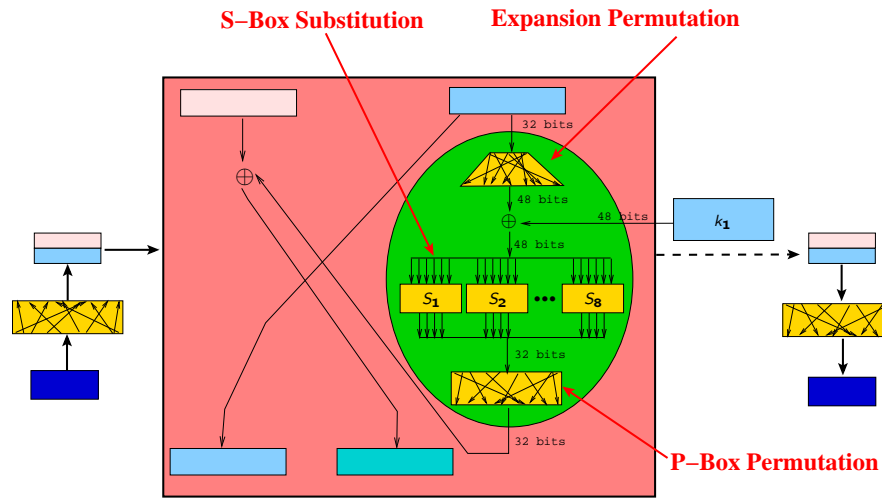 S−Box Substitution
Expansion Permutation
32 bits
48 bits
48 bits
k1
48 bits
S1 S2 ••• S8
32 bits
32 bits
P−Box Permutation